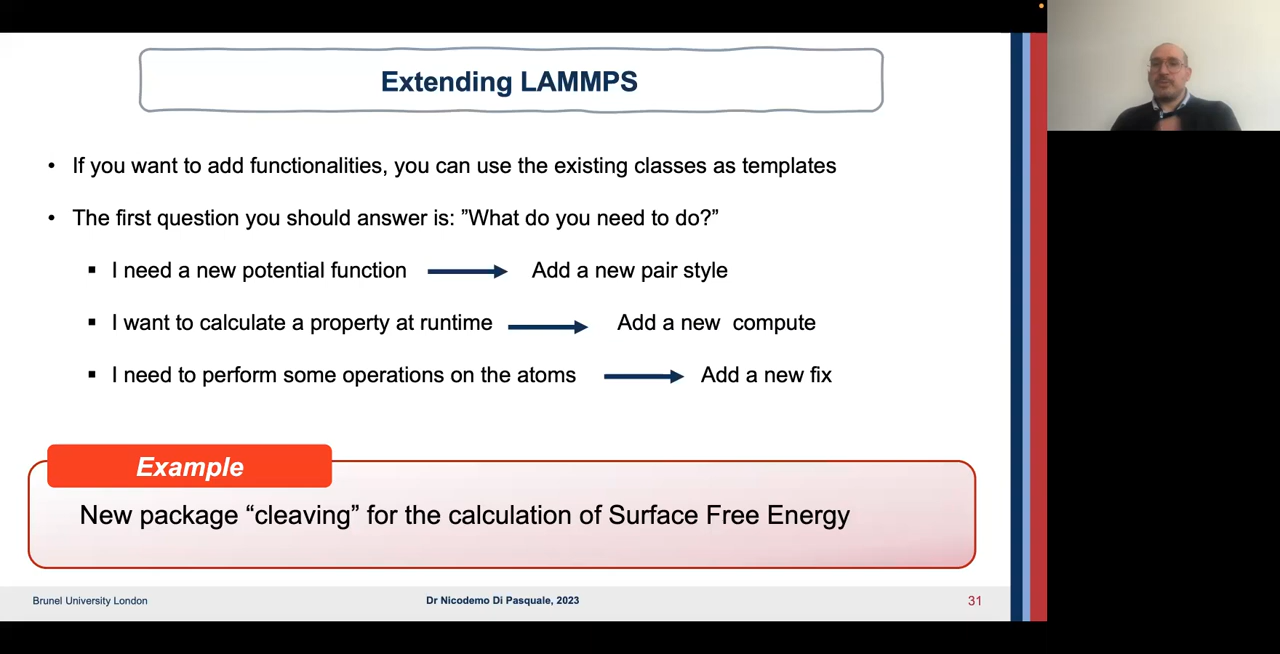 Extending LAMMPS
• If you want to add functionalities, you can use the existing classes as templates
• The first question you should answer is: ”What do you need to do?”
▪ I need a new potential function Add a new pair style
▪ I want to calculate a property at runtime Add a new compute
▪ I need to perform some operations on the atoms Add a new fix
Example
New package “cleaving” for the calculation of Surface Free Energy
Brunel University London Dr Nicodemo Di Pasquale, 2023 31